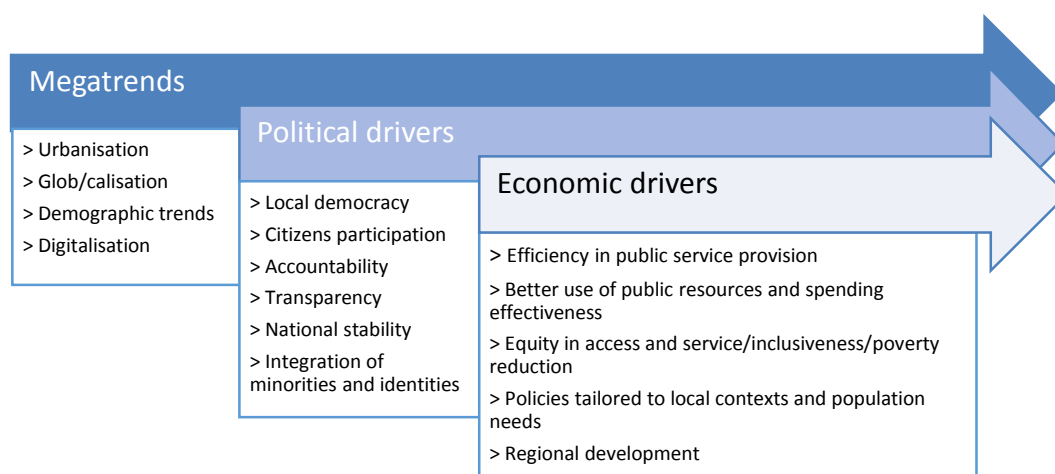 Megatrends
> Urbanisation
> Glob/calisation
> Demographic trends
> Digitalisation
Political drivers
> Local democracy
> Citizens participation
> Accountability
> Transparency
> National stability
> Integration of
minorities and identities
Economic drivers
> Efficiency in public service provision
> Better use of public resources and spending
effectiveness
> Equity in access and service/inclusiveness/poverty
reduction
> Policies tailored to local contexts and population
needs
> Regional development